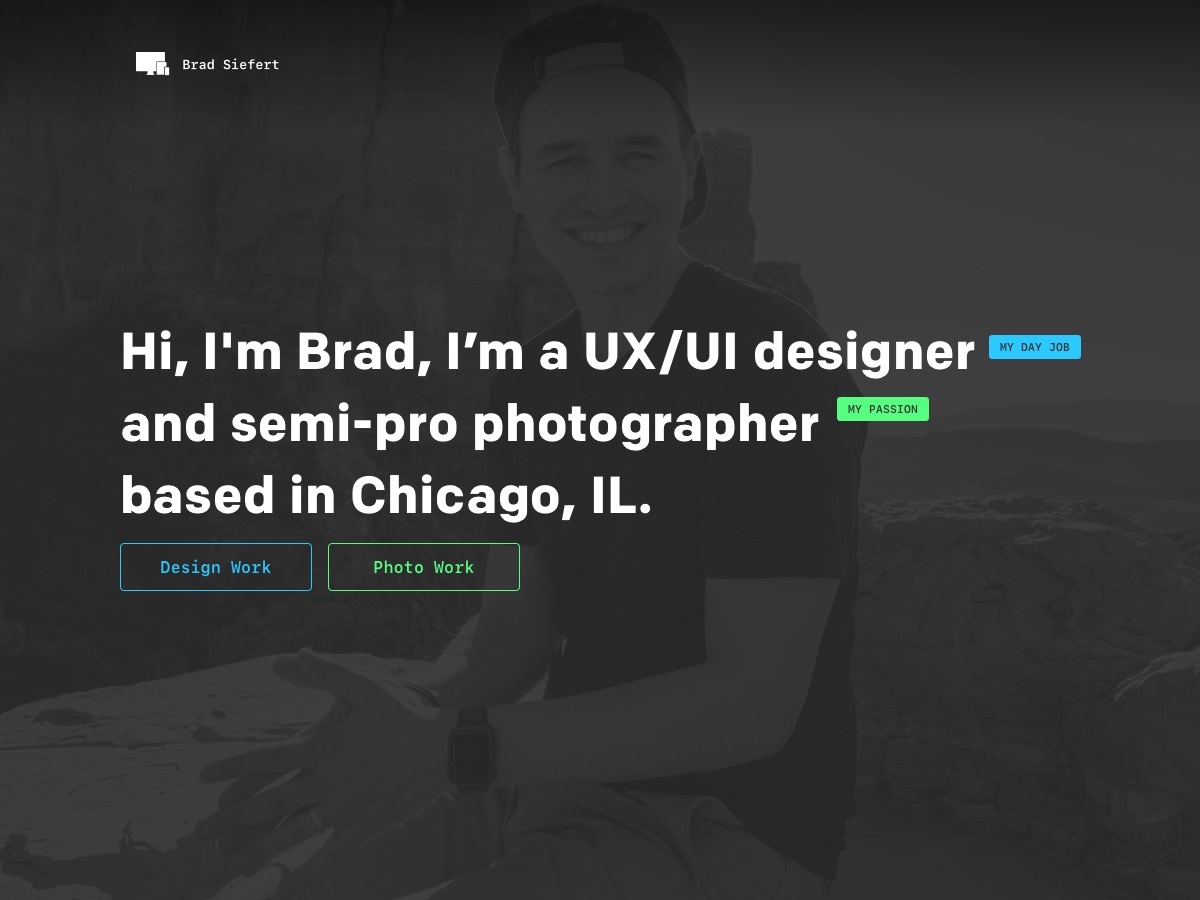 Brad Siefert
Hi, I'm Brad, I’m a UX/UI designer MY DAY JOB
and semi-pro photographer MY PASSION
based in Chicago, IL.
Design Work Photo Work